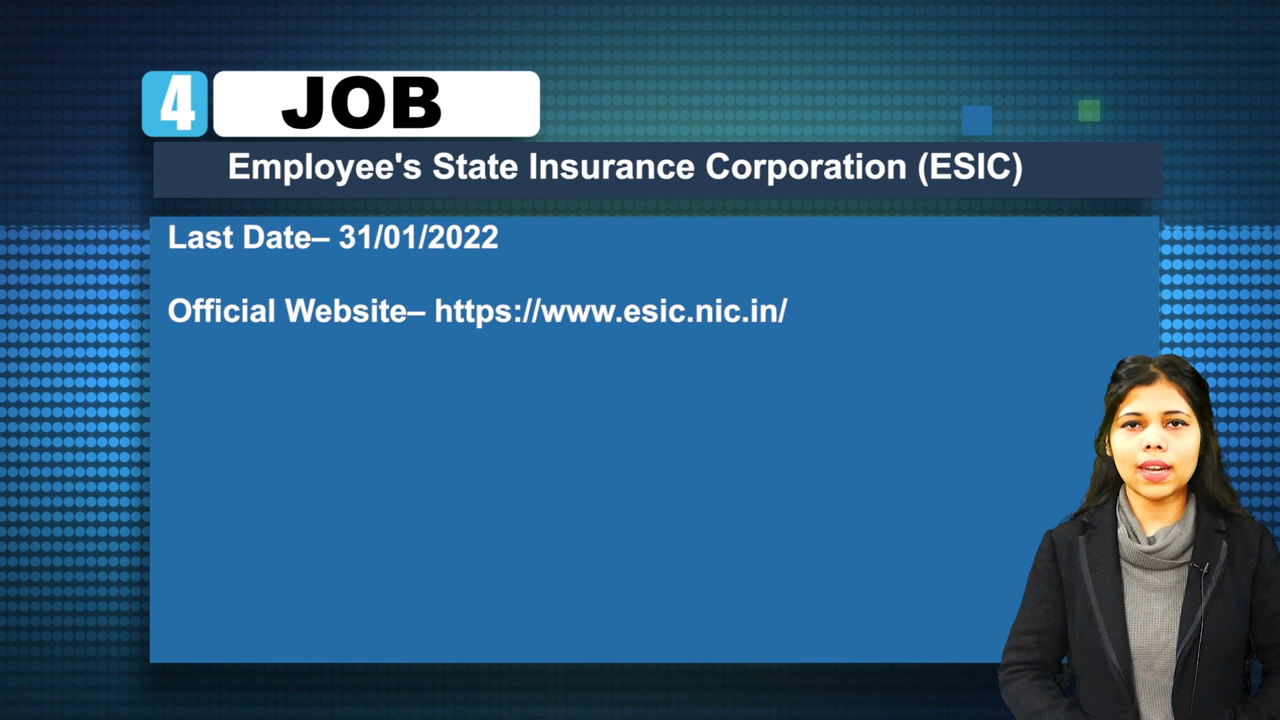 4 JOB
Employee's State Insurance Corporation (ESIC)
Last Date– 31/01/2022
Official Website– https://www.esic.nic.in/